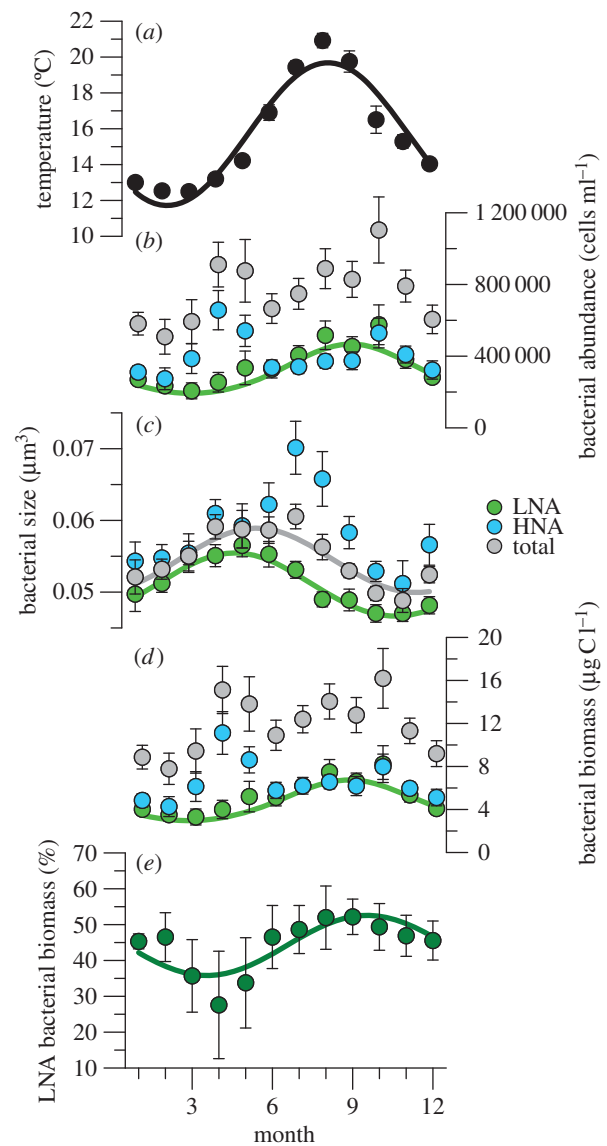 (a)
22
20
18
16
14
12
10
temperature (ºC)
(b)
1 200 000
800 000
400 000
0
bacterial abundance (cells ml⁻¹)
(c)
0.07
0.06
0.05
bacterial size (µm³)
LNA
HNA
total
(d)
20
16
12
8
4
0
bacterial biomass (µg C l⁻¹)
(e)
70
60
50
40
30
20
10
LNA bacterial biomass (%)
3 6 9 12
month